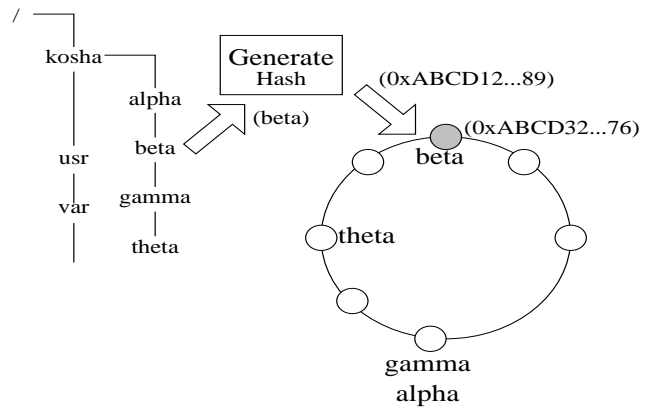 /
kosha
alpha
beta
gamma
theta
usr
var
Generate
Hash
(beta)
(0xABCD12...89)
(0xABCD32...76)
beta
theta
gamma
alpha